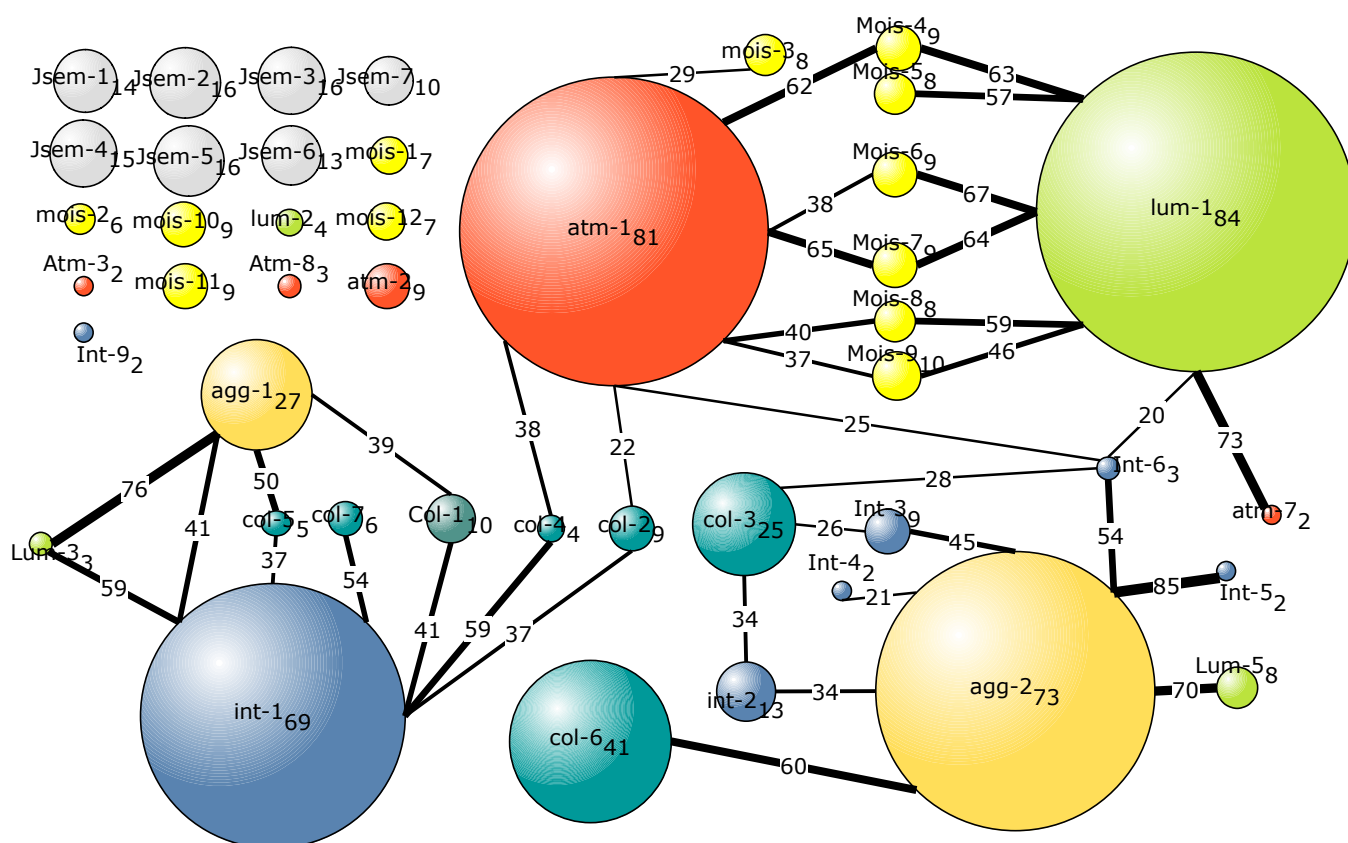 Jsem-1 14
Jsem-2 16
Jsem-3 16
Jsem-7 10
Jsem-4 15
Jsem-5 16
Jsem-6 13
mois-1 7
mois-2 6
mois-10 9
lum-2 4
mois-12 7
Atm-3 2
mois-11 9
Atm-8 3
atm-2 9
Int-9 2
mois-3 8
29
Mois-4 9
62
63
Mois-5 8
57
Mois-6 9
38
67
atm-1 81
lum-1 84
Mois-7 9
65
64
Mois-8 8
40
59
Mois-9 10
37
46
agg-1 27
39
38
22
25
20
73
76
50
41
Lum-3 3
col-5 5
col-7 6
Col-1 10
col-4 4
col-2 9
59
37
54
41
59
37
int-1 69
28
Int-6 3
col-3 25
26
Int-3 9
45
54
atm-7 2
Int-4 2
21
85
Int-5 2
34
int-2 13
34
agg-2 73
70
Lum-5 8
col-6 41
60